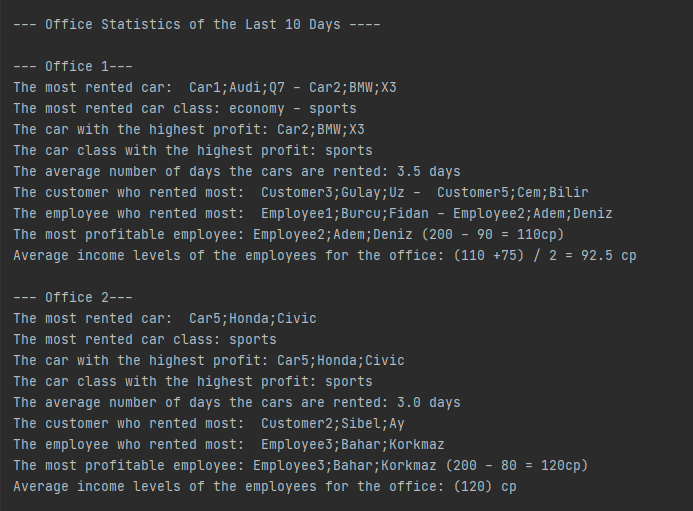 --- Office Statistics of the Last 10 Days ----
--- Office 1---
The most rented car:  Car1;Audi;Q7 – Car2;BMW;X3
The most rented car class: economy – sports
The car with the highest profit: Car2;BMW;X3
The car class with the highest profit: sports
The average number of days the cars are rented: 3.5 days
The customer who rented most:  Customer3;Gulay;Uz –  Customer5;Cem;Bilir
The employee who rented most:  Employee1;Burcu;Fidan – Employee2;Adem;Deniz
The most profitable employee: Employee2;Adem;Deniz (200 – 90 = 110cp)
Average income levels of the employees for the office: (110 +75) / 2 = 92.5 cp
--- Office 2---
The most rented car:  Car5;Honda;Civic
The most rented car class: sports
The car with the highest profit: Car5;Honda;Civic
The car class with the highest profit: sports
The average number of days the cars are rented: 3.0 days
The customer who rented most:  Customer2;Sibel;Ay
The employee who rented most:  Employee3;Bahar;Korkmaz
The most profitable employee: Employee3;Bahar;Korkmaz (200 – 80 = 120cp)
Average income levels of the employees for the office: (120) cp